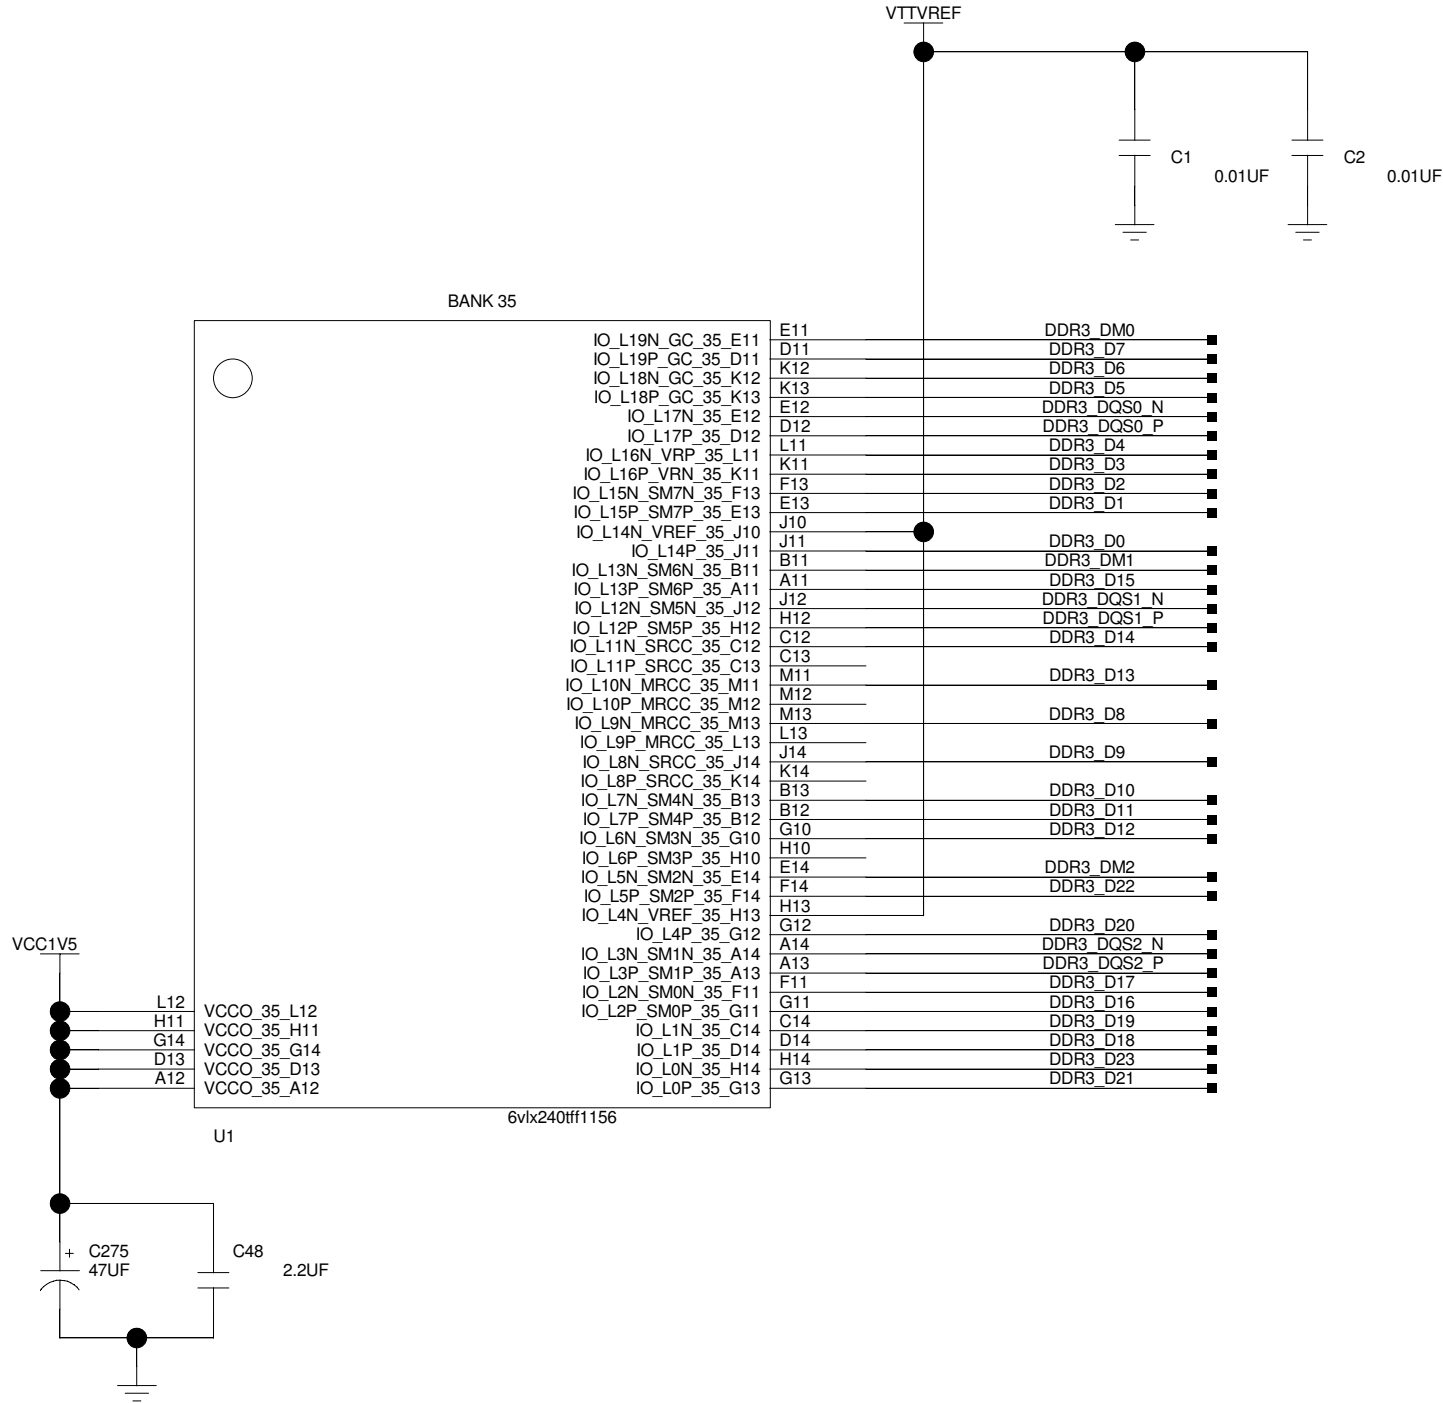 VTTVREF
C1
0.01UF
C2
0.01UF
BANK 35
IO_L19N_GC_35_E11 E11 DDR3_DM0
IO_L19P_GC_35_D11 D11 DDR3_D7
IO_L18N_GC_35_K12 K12 DDR3_D6
IO_L18P_GC_35_K13 K13 DDR3_D5
IO_L17N_35_E12 E12 DDR3_DQS0_N
IO_L17P_35_D12 D12 DDR3_DQS0_P
IO_L16N_VRP_35_L11 L11 DDR3_D4
IO_L16P_VRN_35_K11 K11 DDR3_D3
IO_L15N_SM7N_35_F13 F13 DDR3_D2
IO_L15P_SM7P_35_E13 E13 DDR3_D1
IO_L14N_VREF_35_J10 J10
IO_L14P_35_J11 J11 DDR3_D0
IO_L13N_SM6N_35_B11 B11 DDR3_DM1
IO_L13P_SM6P_35_A11 A11 DDR3_D15
IO_L12N_SM5N_35_J12 J12 DDR3_DQS1_N
IO_L12P_SM5P_35_H12 H12 DDR3_DQS1_P
IO_L11N_SRCC_35_C12 C12 DDR3_D14
IO_L11P_SRCC_35_C13 C13
IO_L10N_MRCC_35_M11 M11 DDR3_D13
IO_L10P_MRCC_35_M12 M12
IO_L9N_MRCC_35_M13 M13 DDR3_D8
IO_L9P_MRCC_35_L13 L13
IO_L8N_SRCC_35_J14 J14 DDR3_D9
IO_L8P_SRCC_35_K14 K14
IO_L7N_SM4N_35_B13 B13 DDR3_D10
IO_L7P_SM4P_35_B12 B12 DDR3_D11
IO_L6N_SM3N_35_G10 G10 DDR3_D12
IO_L6P_SM3P_35_H10 H10
IO_L5N_SM2N_35_E14 E14 DDR3_DM2
IO_L5P_SM2P_35_F14 F14 DDR3_D22
IO_L4N_VREF_35_H13 H13
IO_L4P_35_G12 G12 DDR3_D20
IO_L3N_SM1N_35_A14 A14 DDR3_DQS2_N
IO_L3P_SM1P_35_A13 A13 DDR3_DQS2_P
IO_L2N_SM0N_35_F11 F11 DDR3_D17
IO_L2P_SM0P_35_G11 G11 DDR3_D16
IO_L1N_35_C14 C14 DDR3_D19
IO_L1P_35_D14 D14 DDR3_D18
IO_L0N_35_H14 H14 DDR3_D23
IO_L0P_35_G13 G13 DDR3_D21
VCC1V5
L12 VCCO_35_L12
H11 VCCO_35_H11
G14 VCCO_35_G14
D13 VCCO_35_D13
A12 VCCO_35_A12
6vlx240tff1156
U1
+ C275
47UF
C48
2.2UF